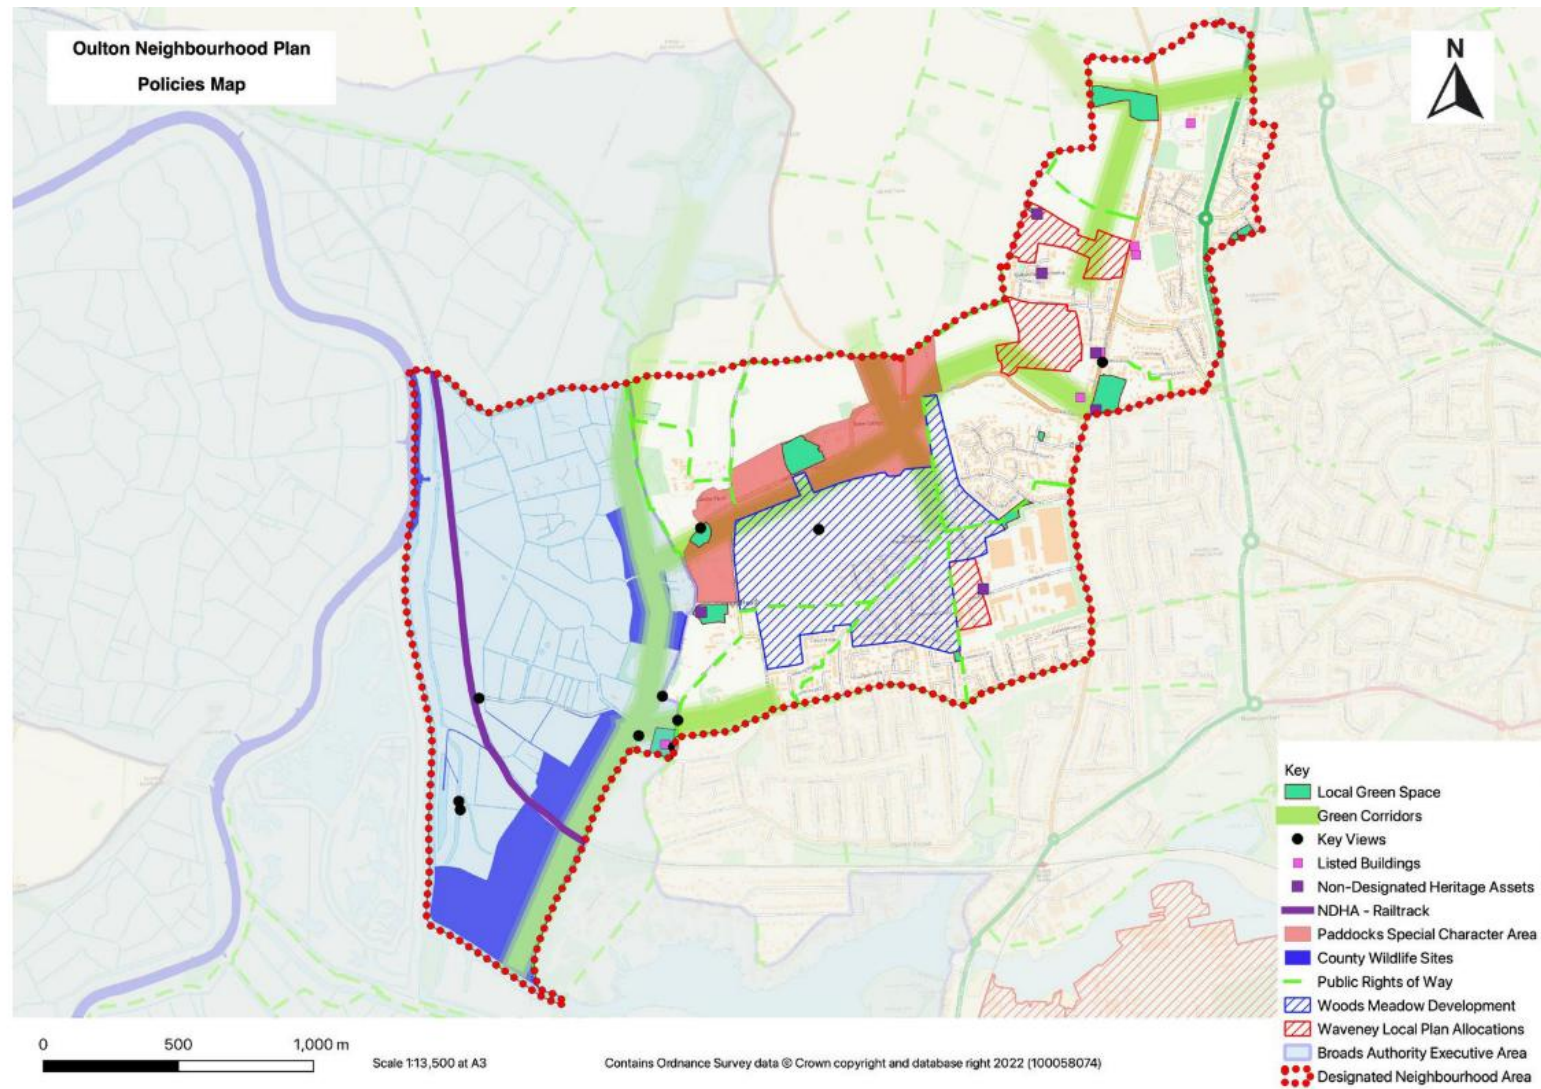 Oulton Neighbourhood Plan
Policies Map
N
Key
Local Green Space
Green Corridors
Key Views
Listed Buildings
Non-Designated Heritage Assets
NDHA - Railtrack
Paddocks Special Character Area
County Wildlife Sites
Public Rights of Way
Woods Meadow Development
Waveney Local Plan Allocations
Broads Authority Executive Area
Designated Neighbourhood Area
0 500 1,000 m
Scale 1:13,500 at A3
Contains Ordnance Survey data © Crown copyright and database right 2022 (100058074)